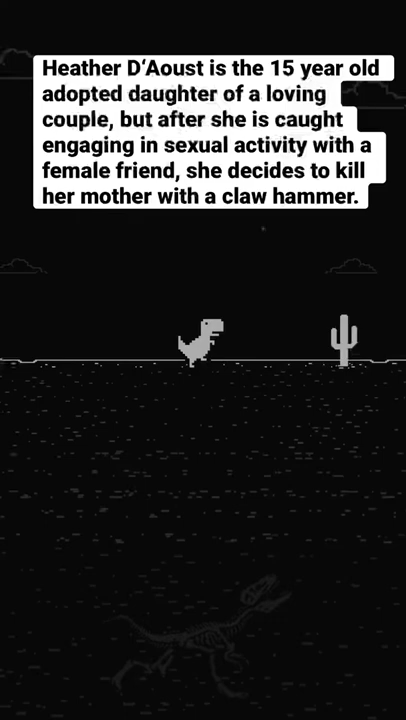 Heather D‘Aoust is the 15 year old
adopted daughter of a loving
couple, but after she is caught
engaging in sexual activity with a
female friend, she decides to kill
her mother with a claw hammer.